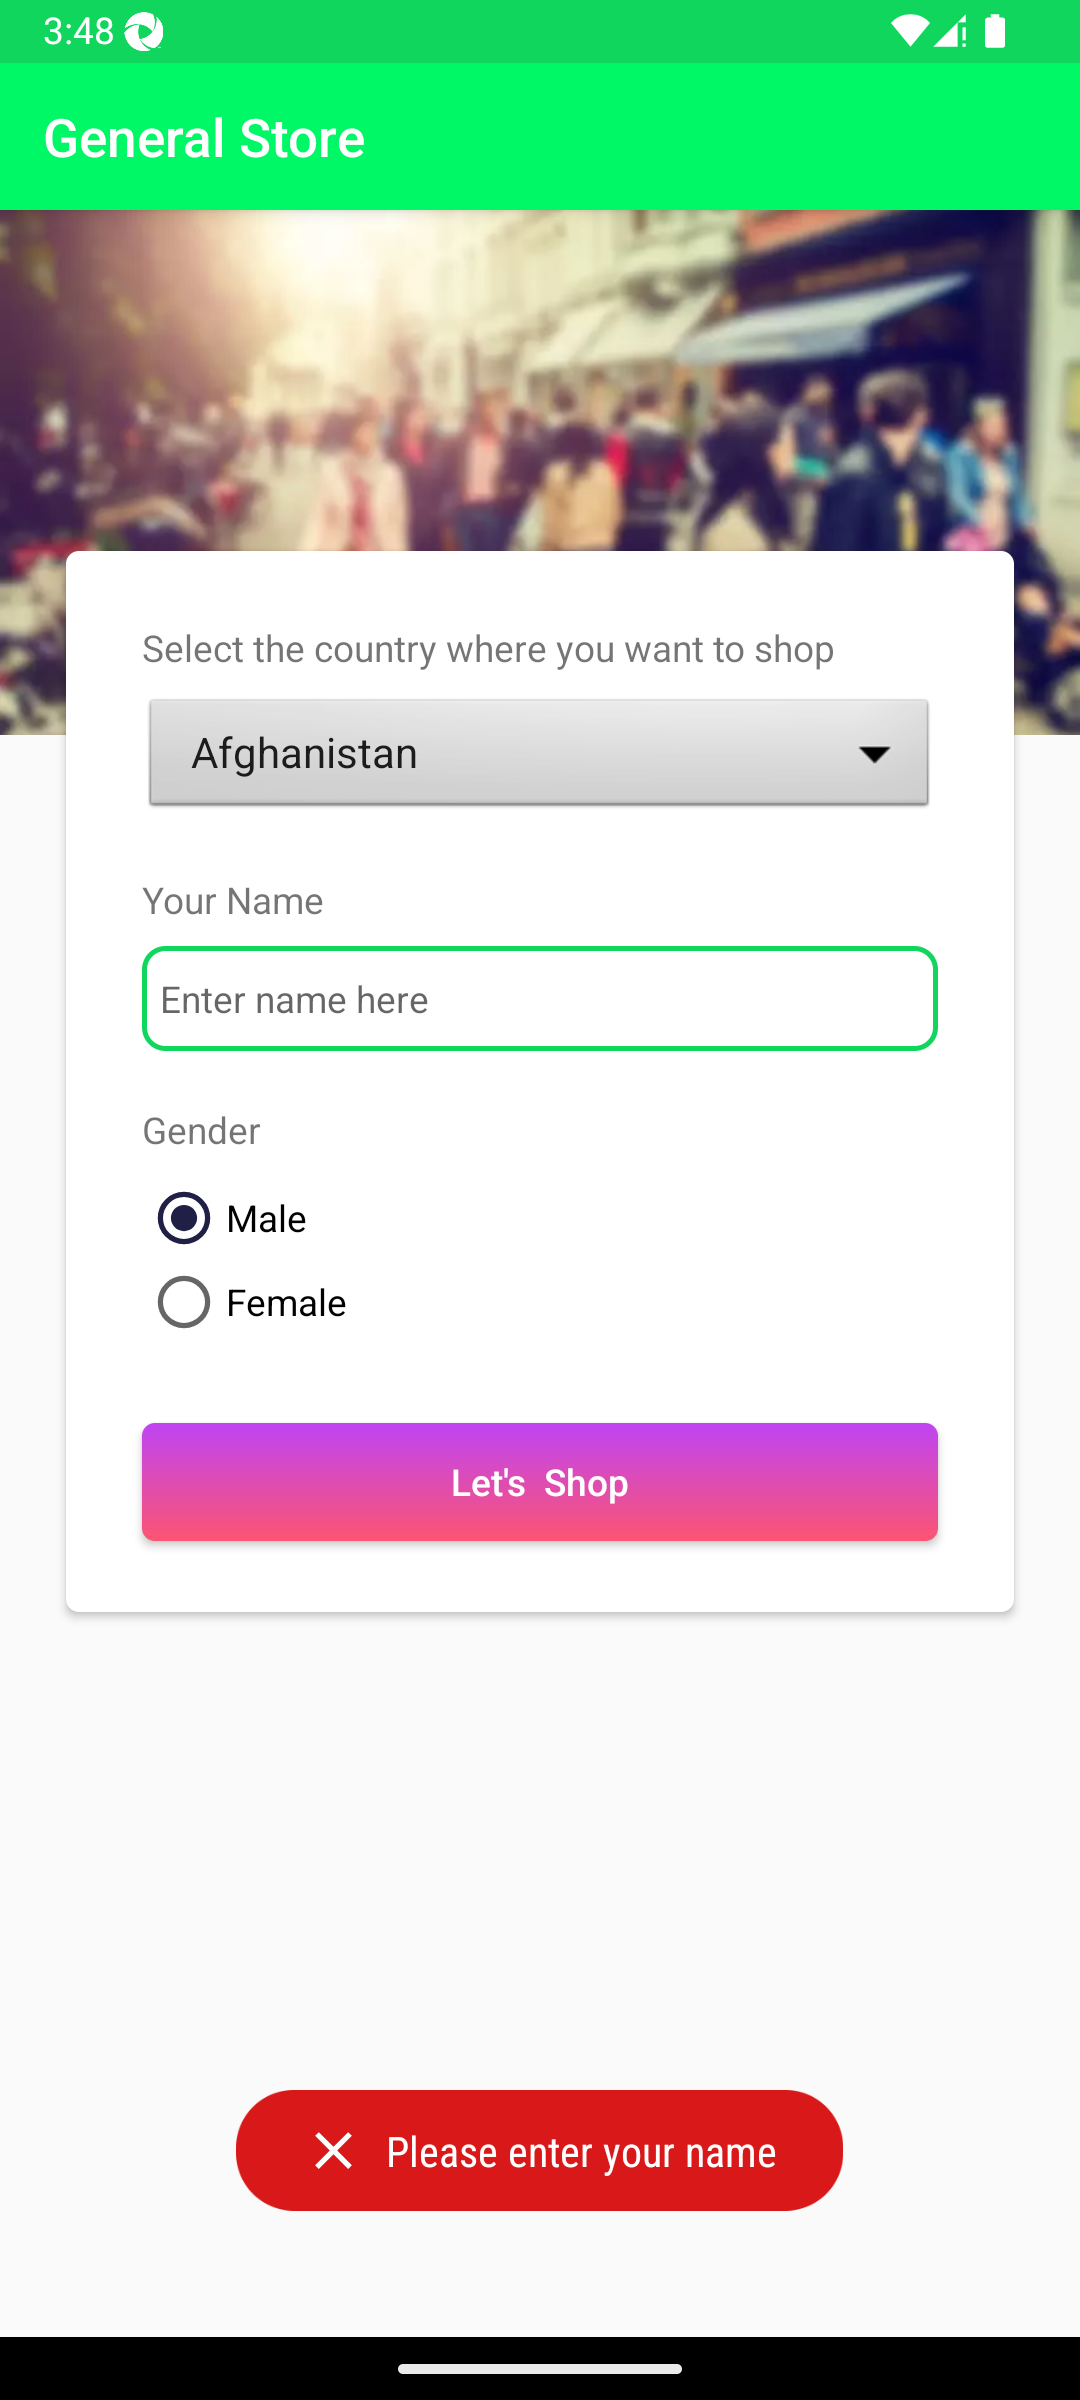 3:48
General Store
Select the country where you want to shop
Afghanistan
Your Name
Enter name here
Gender
Male
Female
Let's  Shop
Please enter your name